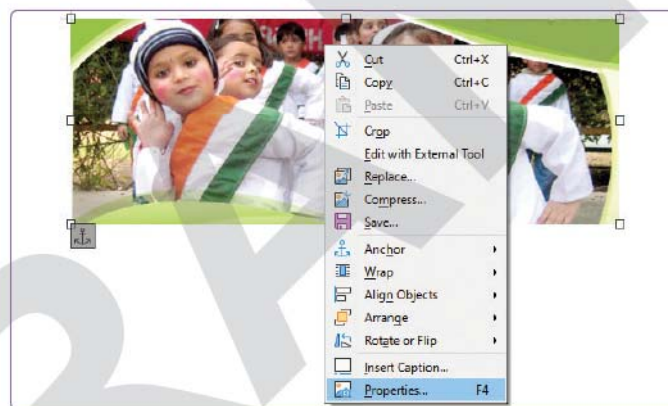 Cut Ctrl+X
Copy Ctrl+C
Paste Ctrl+V
Crop
Edit with External Tool
Replace...
Compress...
Save...
Anchor
Wrap
Align Objects
Arrange
Rotate or Flip
Insert Caption...
Properties... F4